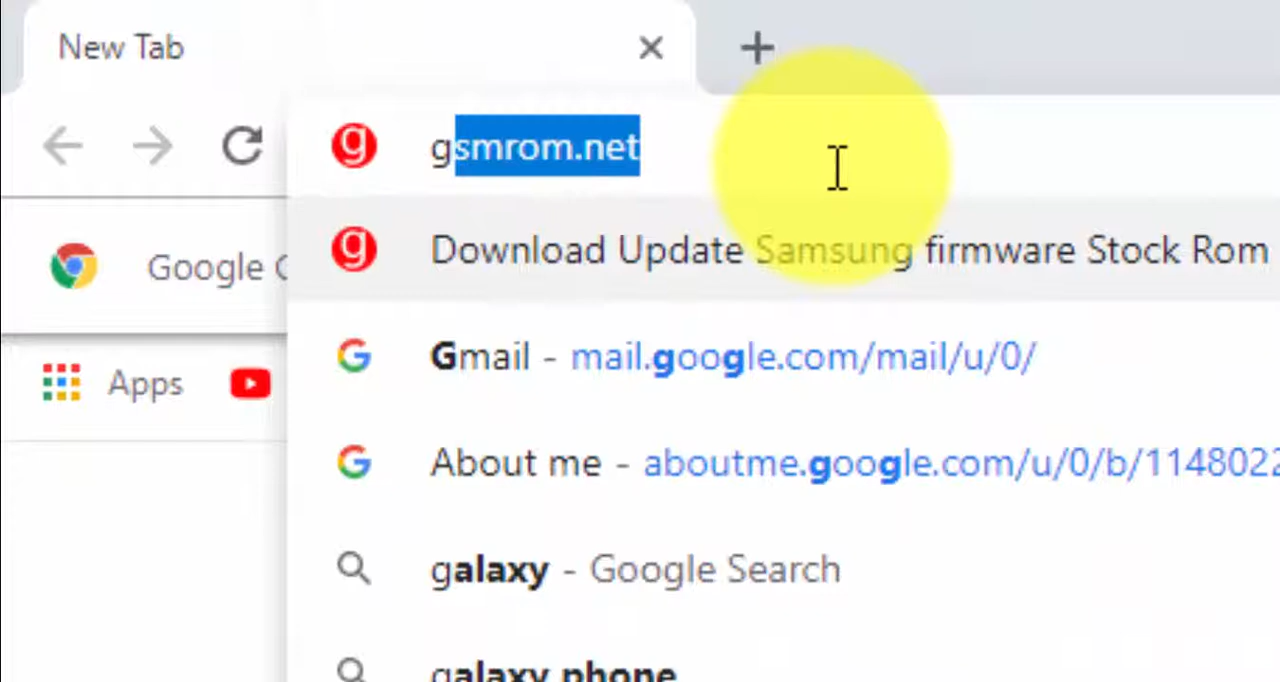 New Tab
gsmrom.net
Download Update Samsung firmware Stock Rom
Google C
Gmail - mail.google.com/mail/u/0/
Apps
About me - aboutme.google.com/u/0/b/1148022
galaxy - Google Search
galaxy phone